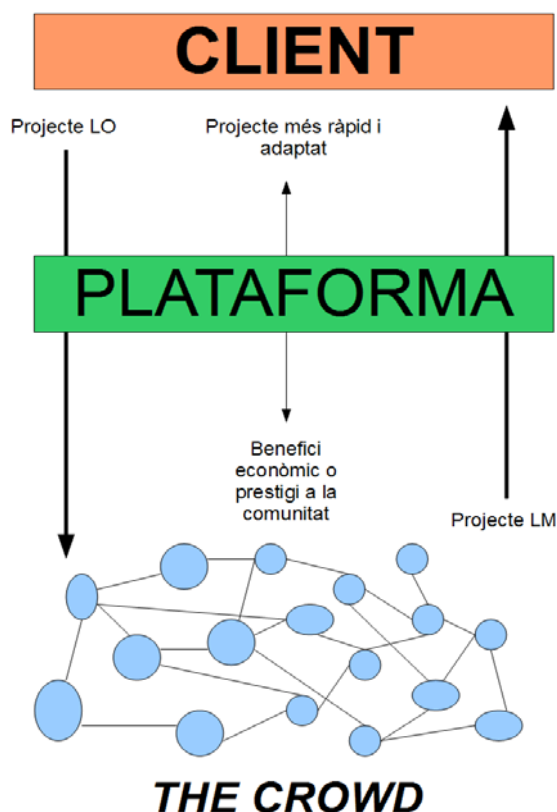 CLIENT
Projecte LO
Projecte més ràpid i
adaptat
PLATAFORMA
Benefici
econòmic o
prestigi a la
comunitat
Projecte LM
THE CROWD